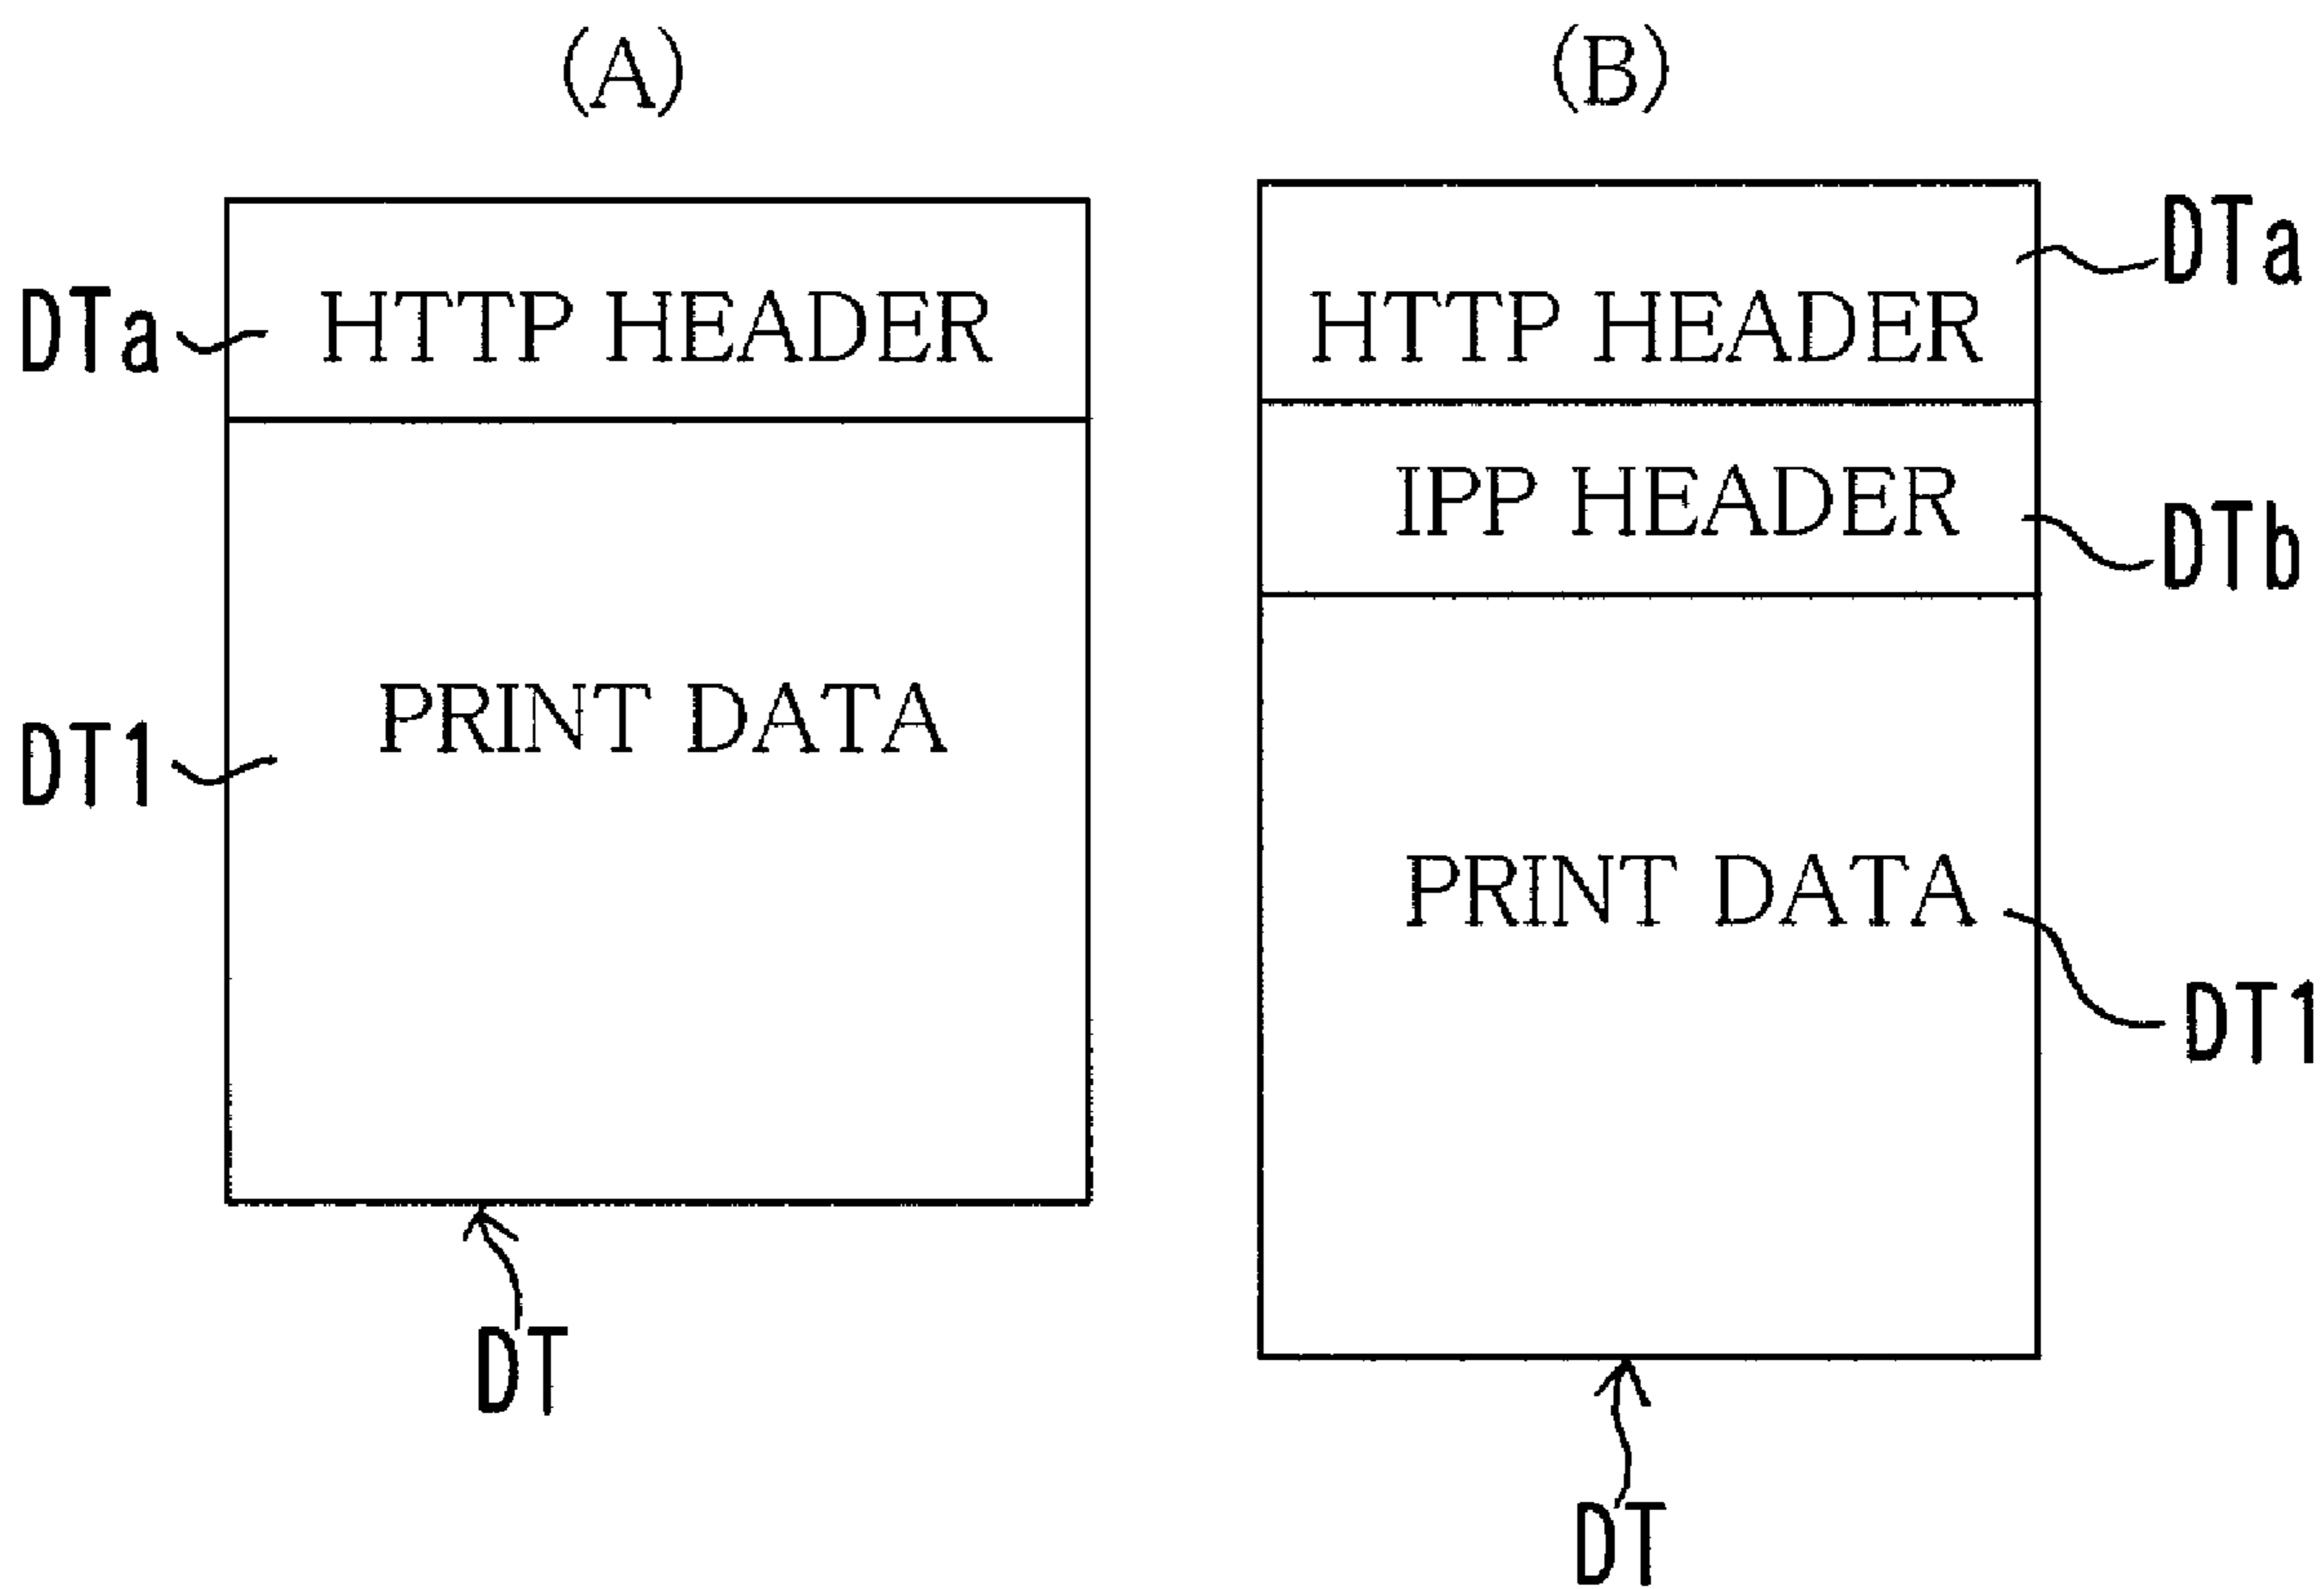 (A)
DTa
HTTP HEADER
DT1
PRINT DATA
DT
(B)
HTTP HEADER
DTa
IPP HEADER
DTb
PRINT DATA
DT1
DT